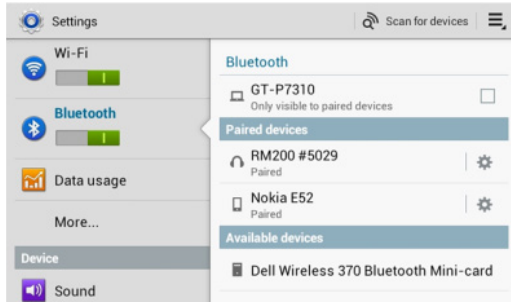 Settings
Scan for devices
Wi-Fi
Bluetooth
Data usage
More...
Device
Sound
Bluetooth
GT-P7310
Only visible to paired devices
Paired devices
RM200 #5029
Paired
Nokia E52
Paired
Available devices
Dell Wireless 370 Bluetooth Mini-card